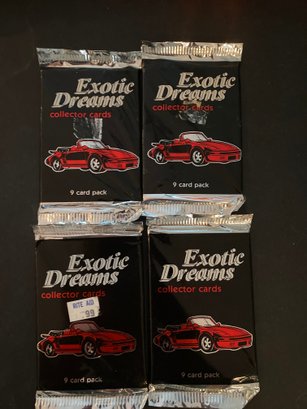 Exotic
Dreams
collector cards
9 card pack
Exotic
Dreams
collector cards
9 card pack
Exotic
Dreams
collector cards
RITE AID
99
9 card pack
Exotic
Dreams
collector cards
9 card pack